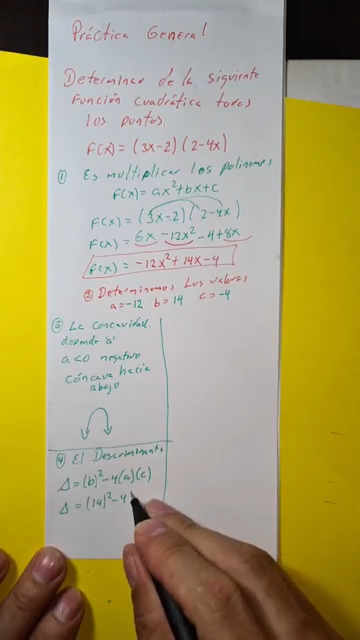 Práctica General
Determinar de la siguiente
función cuadrática todos
los puntos.
F(x) = (3x-2)(2-4x)
① Es multiplicar los polinomios
F(x) = ax²+bx+c
F(x) = (3x-2)(2-4x)
F(x) = 6x -12x² -4+8x
F(x) = -12x²+14x-4
② Determinamos los valores
a=-12 b=14 c=-4
③ La concavidad.
depende "a"
a<0 negativo
cóncava hacia
abajo
④ El Descriminante
Δ = (b)²-4(a)(c)
Δ = (14)²-4